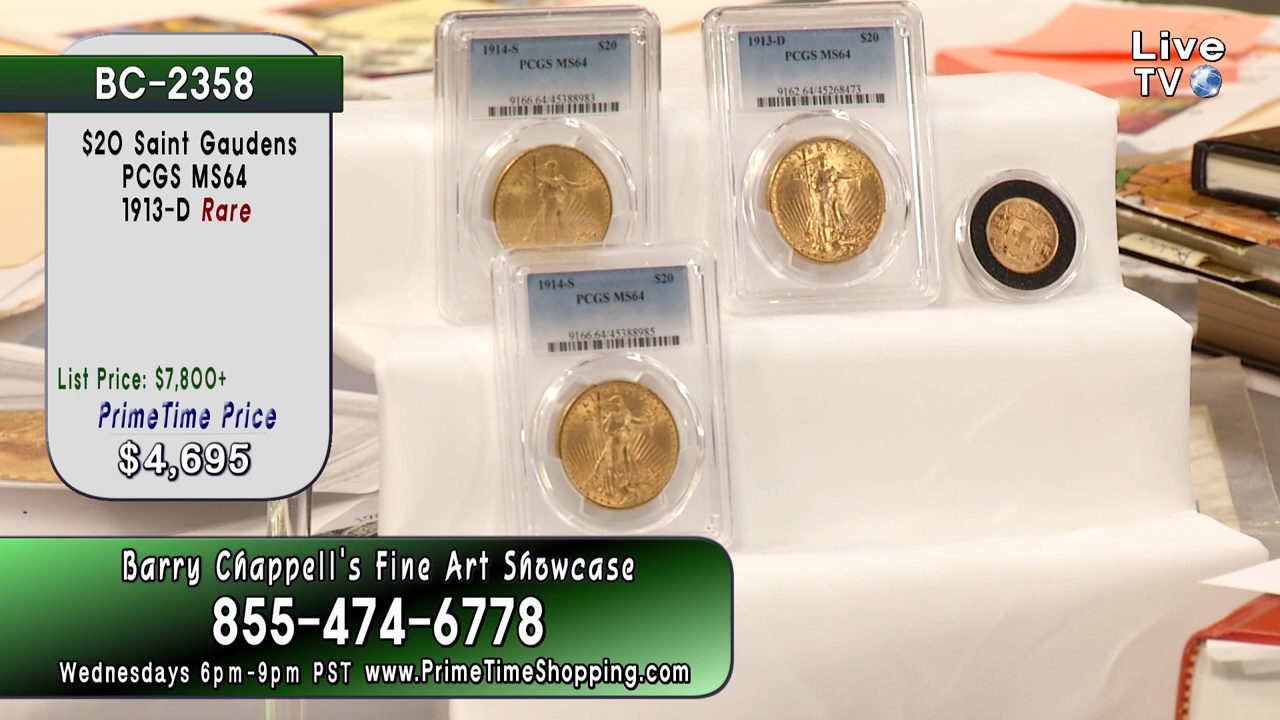 BC-2358
$20 Saint Gaudens
PCGS MS64
1913-D Rare
List Price: $7,800+
PrimeTime Price
$4,695
1914-S $20
PCGS MS64
9166.64/45388983
1913-D $20
PCGS MS64
9162.64/45268473
Live
TV
1914-S $20
PCGS MS64
9166.64/45388985
Barry Chappell's Fine Art Showcase
855-474-6778
Wednesdays 6pm-9pm PST www.PrimeTimeShopping.com